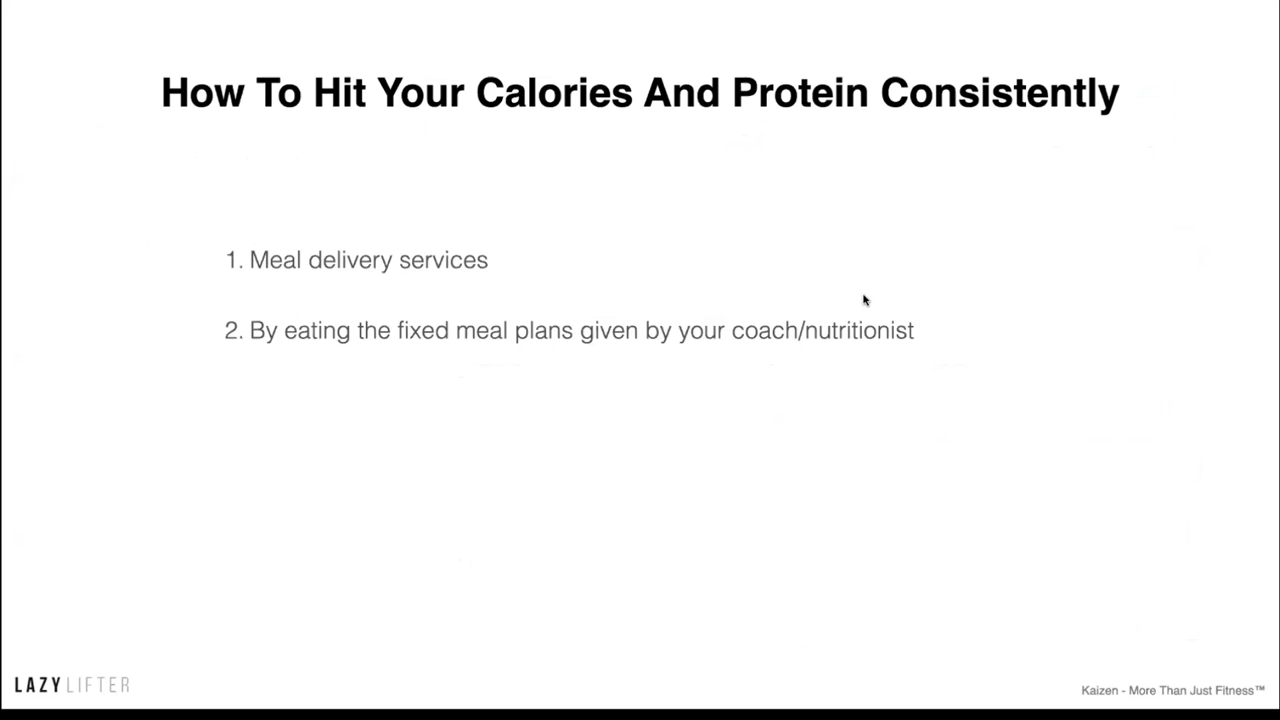 How To Hit Your Calories And Protein Consistently
1. Meal delivery services
2. By eating the fixed meal plans given by your coach/nutritionist
LAZYLIFTER
Kaizen - More Than Just Fitness™